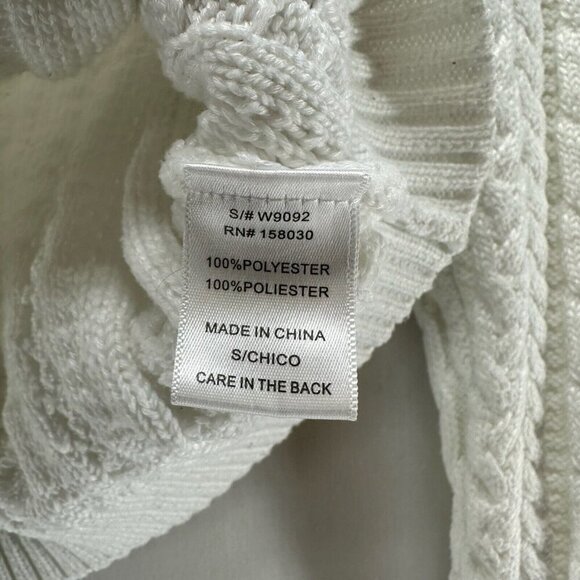 S/# W9092
RN# 158030
100%POLYESTER
100%POLIESTER
MADE IN CHINA
S/CHICO
CARE IN THE BACK